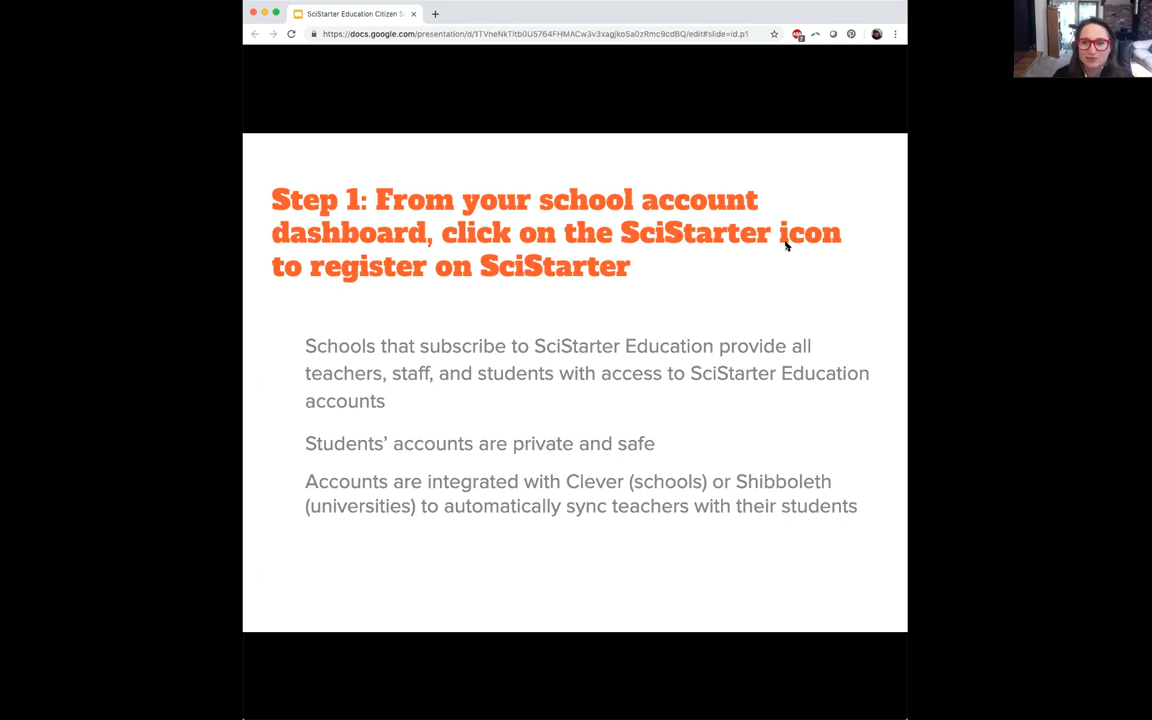 SciStarter Education Citizen Sc
https://docs.google.com/presentation/d/1TVneNkTltb0U5764FHMACw3v3xagjkoSa0zRmc9cdBQ/edit#slide=id.p1
Step 1: From your school account
dashboard, click on the SciStarter icon
to register on SciStarter
Schools that subscribe to SciStarter Education provide all
teachers, staff, and students with access to SciStarter Education
accounts
Students’ accounts are private and safe
Accounts are integrated with Clever (schools) or Shibboleth
(universities) to automatically sync teachers with their students